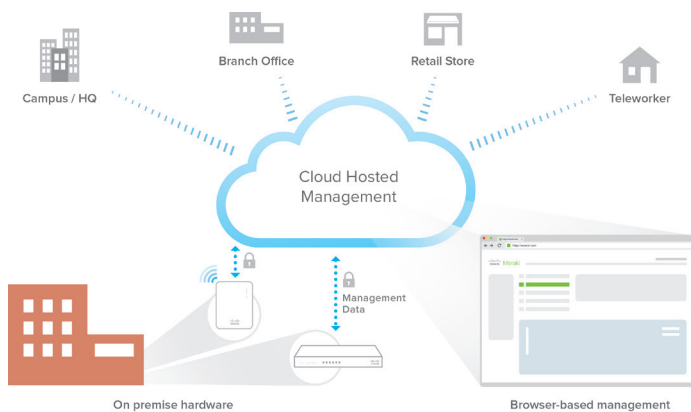 Branch Office
Retail Store
Campus / HQ
Teleworker
Cloud Hosted
Management
Meraki
Management
Data
On premise hardware
Browser-based management